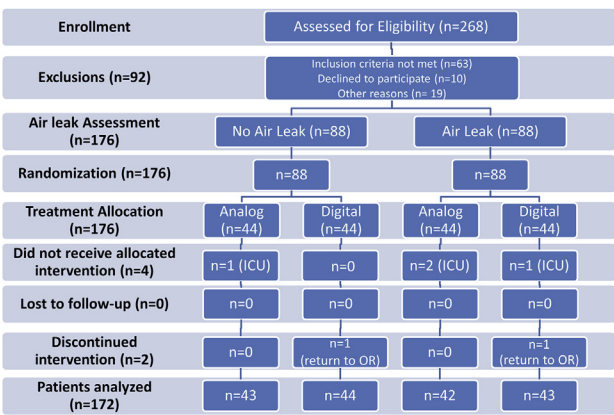 Enrollment
Assessed for Eligibility (n=268)
Exclusions (n=92)
Inclusion criteria not met (n=63)
Declined to participate (n=10)
Other reasons (n= 19)
Air leak Assessment
(n=176)
No Air Leak (n=88)
Air Leak (n=88)
Randomization (n=176)
n=88
n=88
Treatment Allocation
(n=176)
Analog
(n=44)
Digital
(n=44)
Analog
(n=44)
Digital
(n=44)
Did not receive allocated
intervention (n=4)
n=1 (ICU)
n=0
n=2 (ICU)
n=1 (ICU)
Lost to follow-up (n=0)
n=0
n=0
n=0
n=0
Discontinued
intervention (n=2)
n=0
n=1
(return to OR)
n=0
n=1
(return to OR)
Patients analyzed
(n=172)
n=43
n=44
n=42
n=43